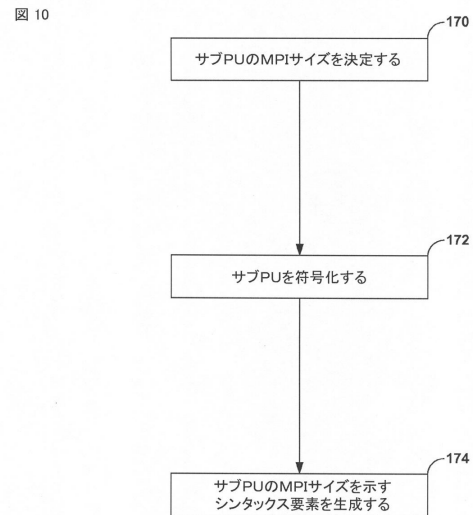 図 10
170
サブPUのMPIサイズを決定する
172
サブPUを符号化する
174
サブPUのMPIサイズを示す
シンタックス要素を生成する